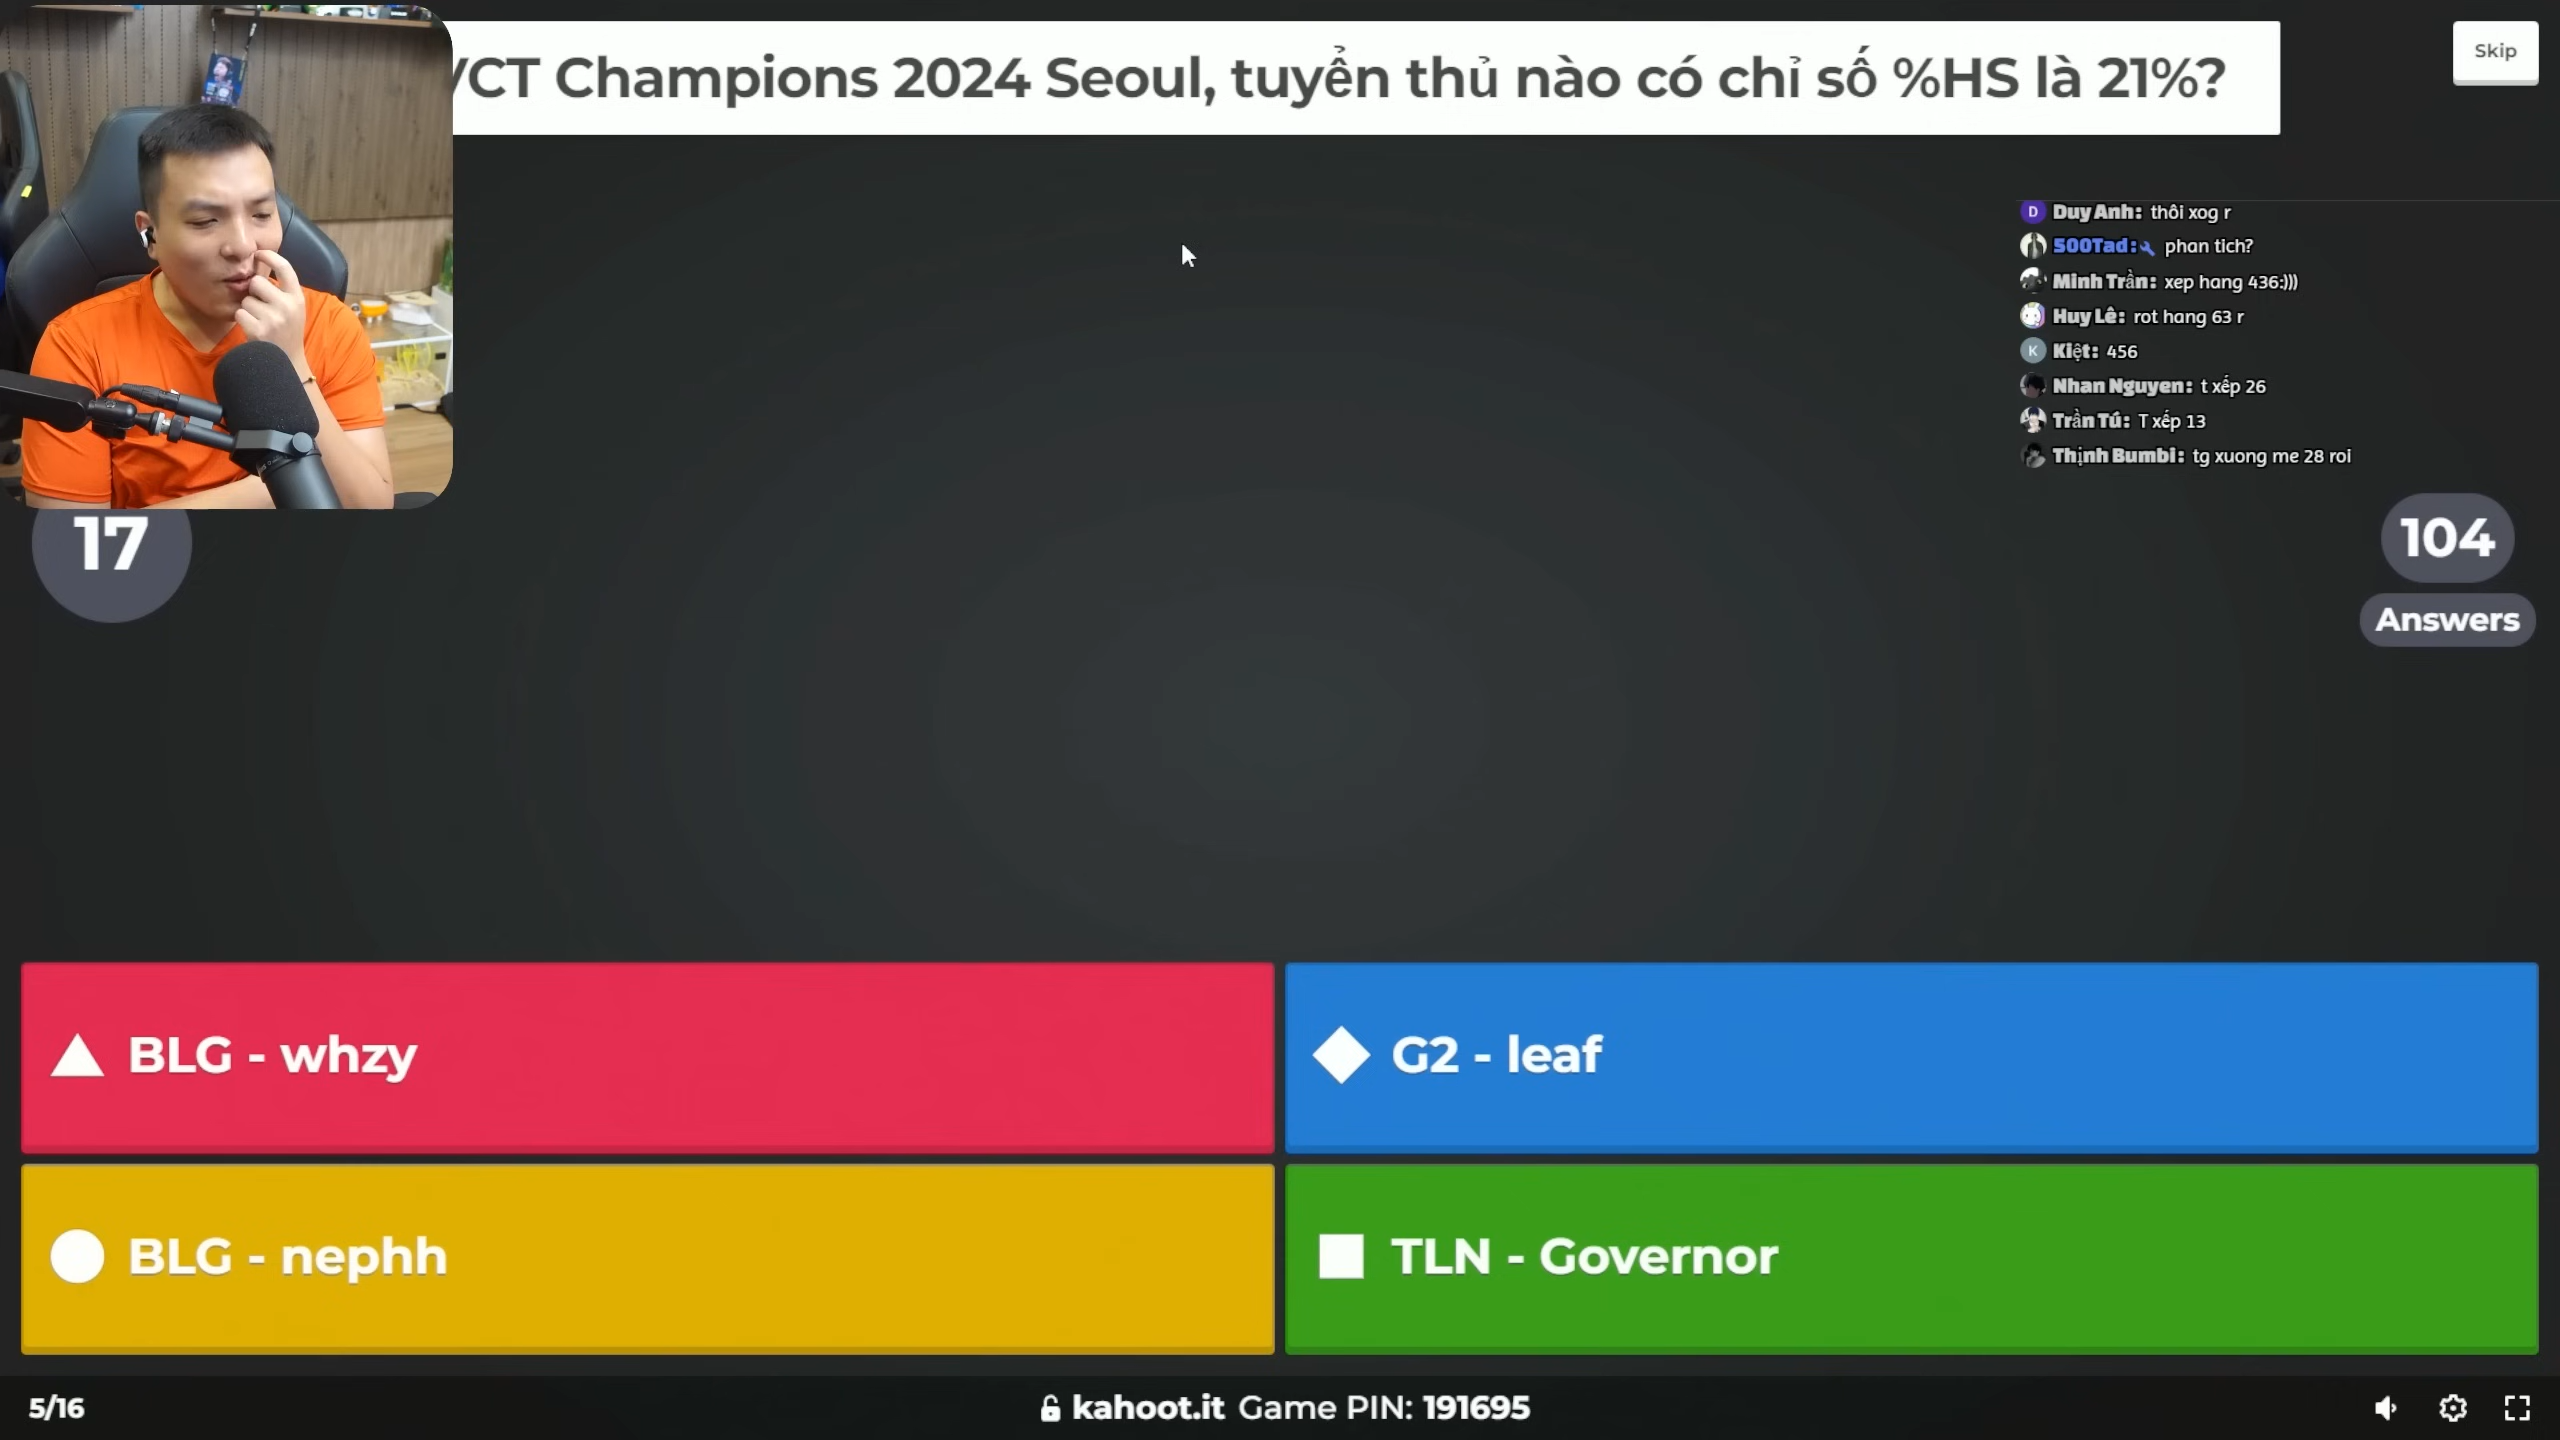 VCT Champions 2024 Seoul, tuyển thủ nào có chỉ số %HS là 21%?
Skip
D Duy Anh: thôi xog r
500Tad: phan tich?
Minh Trần: xep hang 436:)))
Huy Lê: rot hang 63 r
K Kiệt: 456
Nhan Nguyen: t xếp 26
Trần Tú: T xếp 13
Thịnh Bumbi: tg xuong me 28 roi
17
104
Answers
BLG - whzy
G2 - leaf
BLG - nephh
TLN - Governor
5/16
kahoot.it Game PIN: 191695